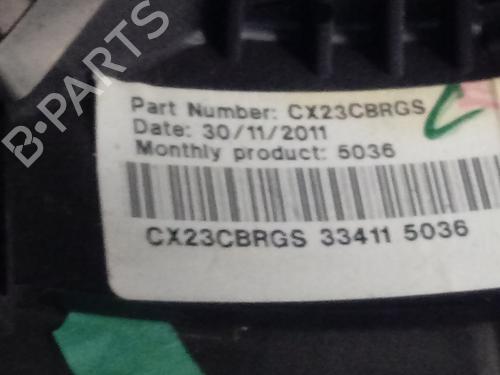 B-PARTS
Part Number: CX23CBRGS
Date: 30/11/2011
Monthly product: 5036
CX23CBRGS 33411 5036